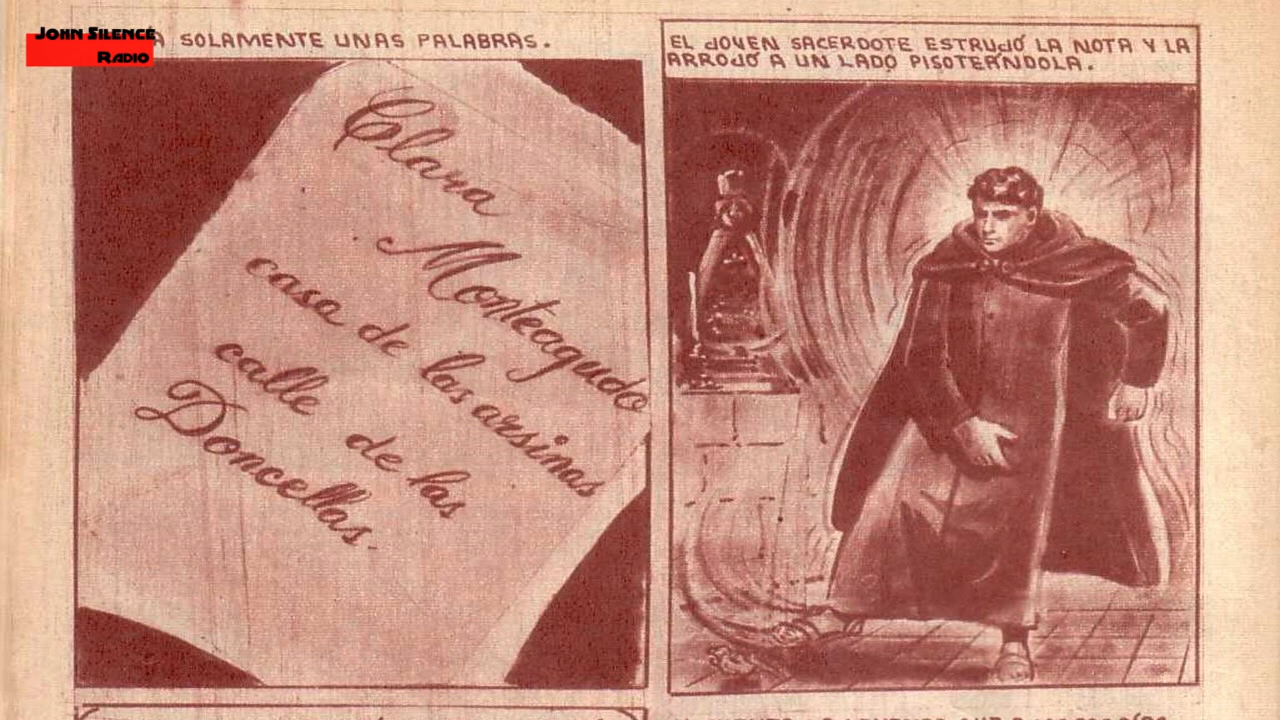 JOHN SILENCE
RADIO
A SOLAMENTE UNAS PALABRAS.
Clara
Monteagudo
casa de las arsinas
calle de las
Doncellas.
EL JOVEN SACERDOTE ESTRUJÓ LA NOTA Y LA
ARROJÓ A UN LADO PISOTEÁNDOLA.